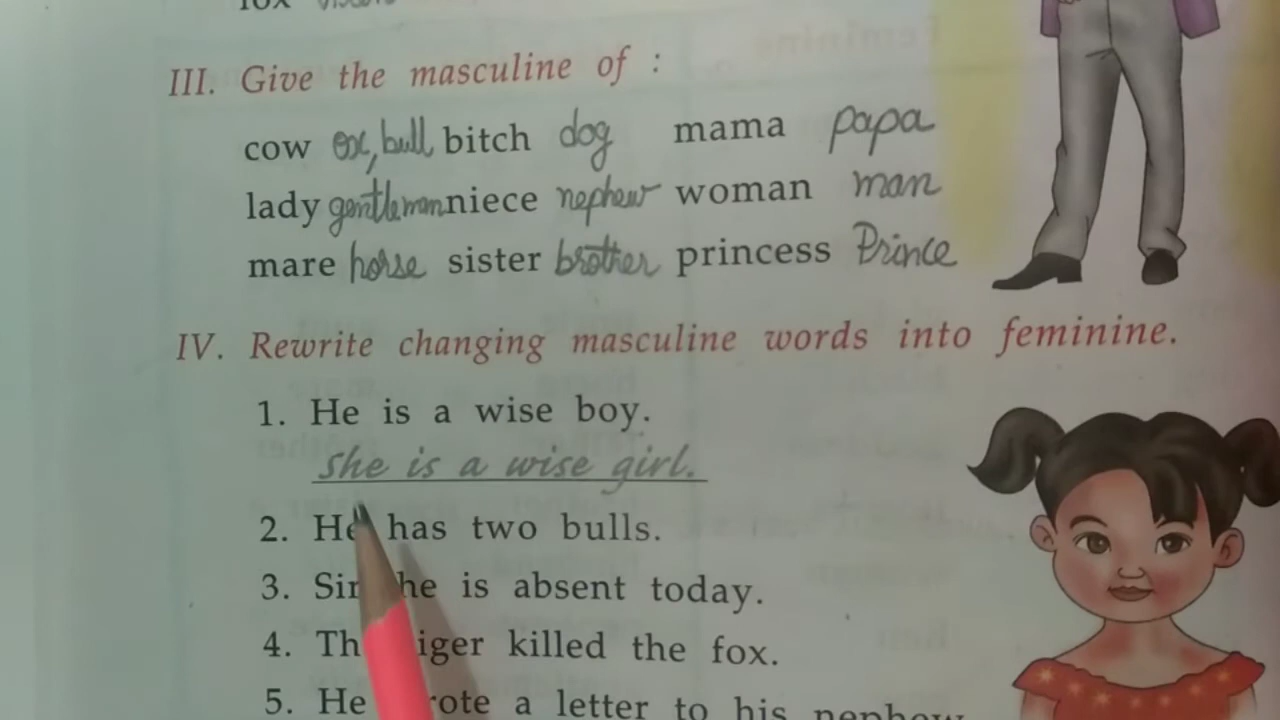 fox
III. Give the masculine of :
cow ox, bull bitch dog mama papa
lady gentleman niece nephew woman man
mare horse sister brother princess Prince
IV. Rewrite changing masculine words into feminine.
1. He is a wise boy.
She is a wise girl.
2. He has two bulls.
3. Sir he is absent today.
4. The tiger killed the fox.
5. He wrote a letter to his nephew